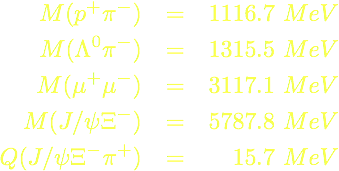 M(p⁺π⁻) = 1116.7 MeV
M(Λ⁰π⁻) = 1315.5 MeV
M(μ⁺μ⁻) = 3117.1 MeV
M(J/ψΞ⁻) = 5787.8 MeV
Q(J/ψΞ⁻π⁺) = 15.7 MeV